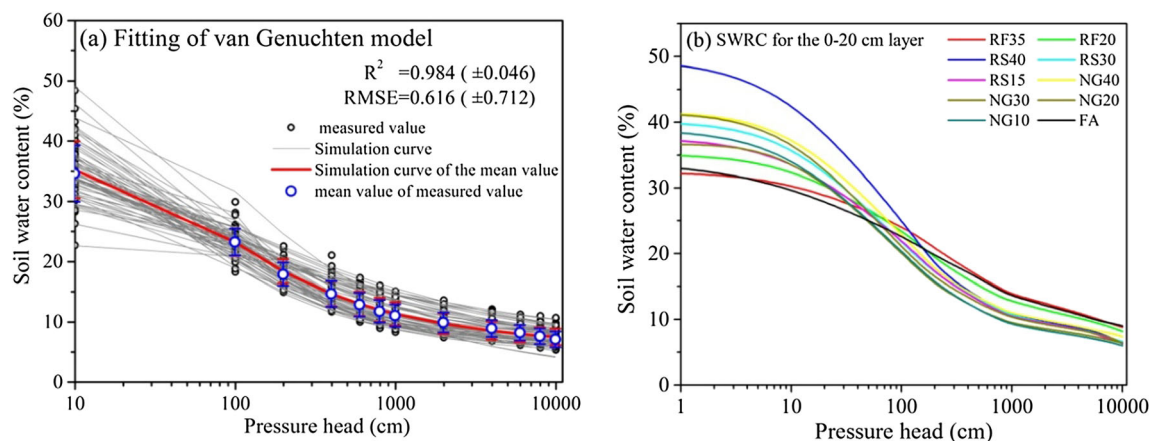 (a) Fitting of van Genuchten model
R² =0.984 ( ±0.046)
RMSE=0.616 ( ±0.712)
measured value
Simulation curve
Simulation curve of the mean value
mean value of measured value
60
50
40
30
20
10
0
10
100
1000
10000
Soil water content (%)
Pressure head (cm)
(b) SWRC for the 0-20 cm layer
RF35
RF20
RS40
RS30
RS15
NG40
NG30
NG20
NG10
FA
50
40
30
20
10
0
1
10
100
1000
10000
Soil water content (%)
Pressure head (cm)